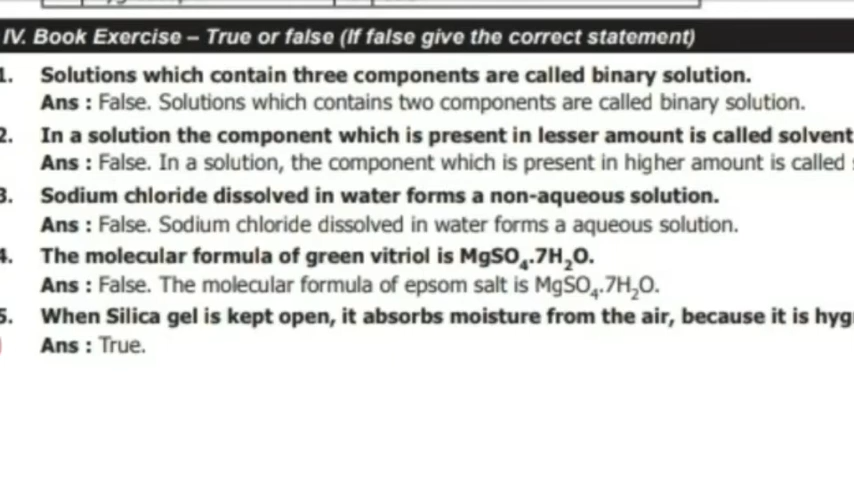 IV. Book Exercise – True or false (If false give the correct statement)
1. Solutions which contain three components are called binary solution.
Ans : False. Solutions which contains two components are called binary solution.
2. In a solution the component which is present in lesser amount is called solvent
Ans : False. In a solution, the component which is present in higher amount is called
3. Sodium chloride dissolved in water forms a non-aqueous solution.
Ans : False. Sodium chloride dissolved in water forms a aqueous solution.
4. The molecular formula of green vitriol is MgSO₄.7H₂O.
Ans : False. The molecular formula of epsom salt is MgSO₄.7H₂O.
5. When Silica gel is kept open, it absorbs moisture from the air, because it is
Ans : True.